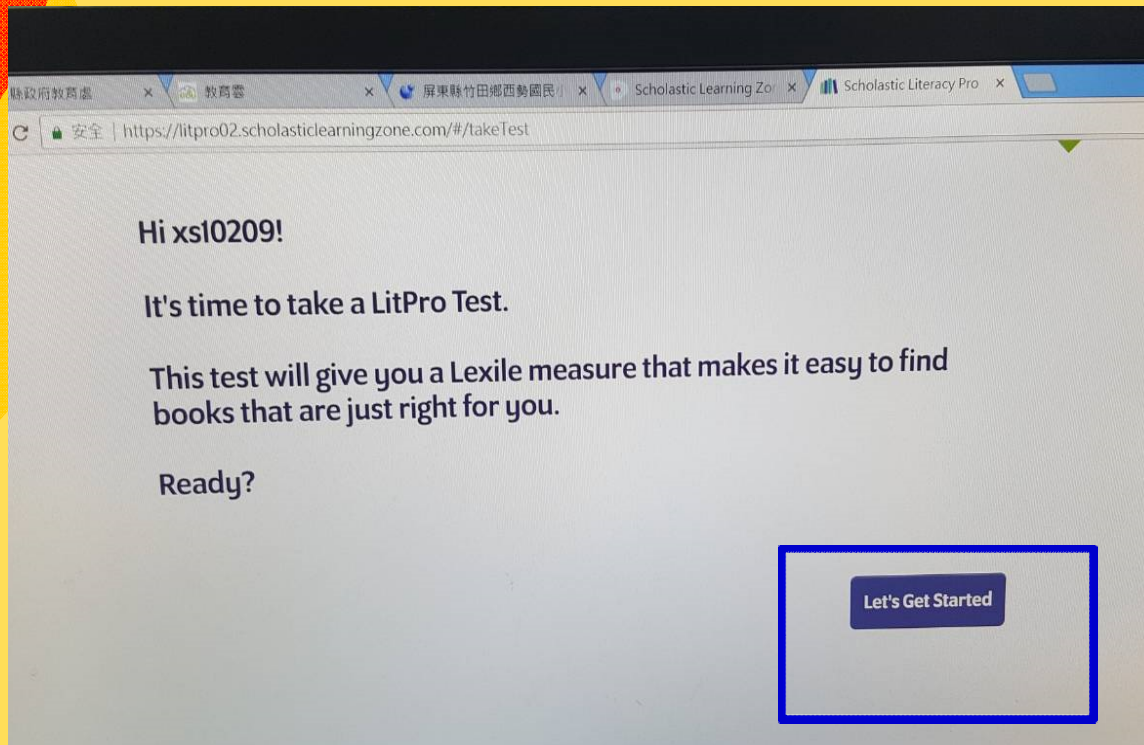 縣政府教育處
教育雲
屏東縣竹田鄉西勢國民小
Scholastic Learning Zo
Scholastic Literacy Pro
安全 | https://litpro02.scholasticlearningzone.com/#/takeTest
Hi xs10209!
It's time to take a LitPro Test.
This test will give you a Lexile measure that makes it easy to find
books that are just right for you.
Ready?
Let's Get Started